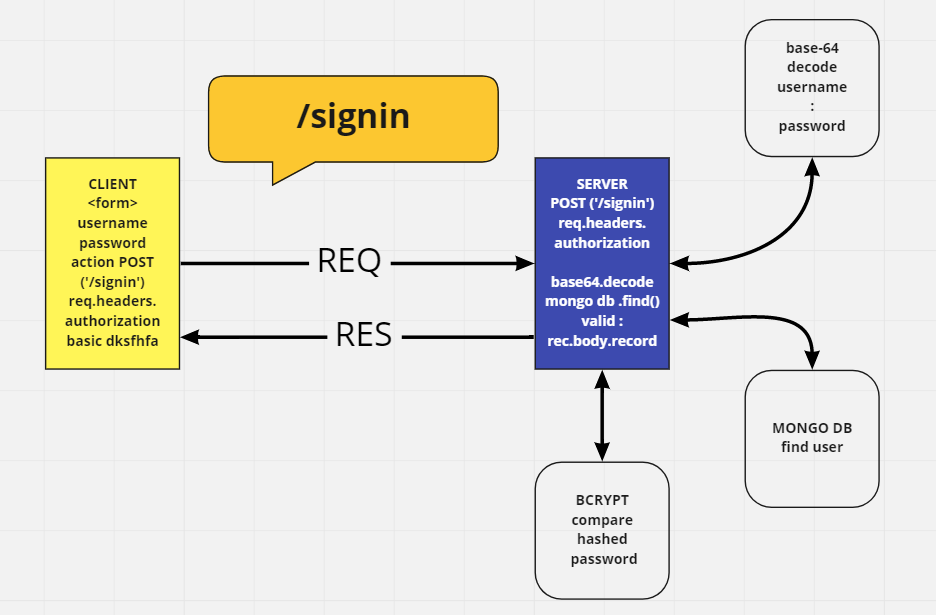 /signin
CLIENT
<form>
username
password
action POST
('/signin')
req.headers.
authorization
basic dksfhfa
REQ
RES
SERVER
POST ('/signin')
req.headers.
authorization
base64.decode
mongo db .find()
valid :
rec.body.record
base-64
decode
username
:
password
MONGO DB
find user
BCRYPT
compare
hashed
password